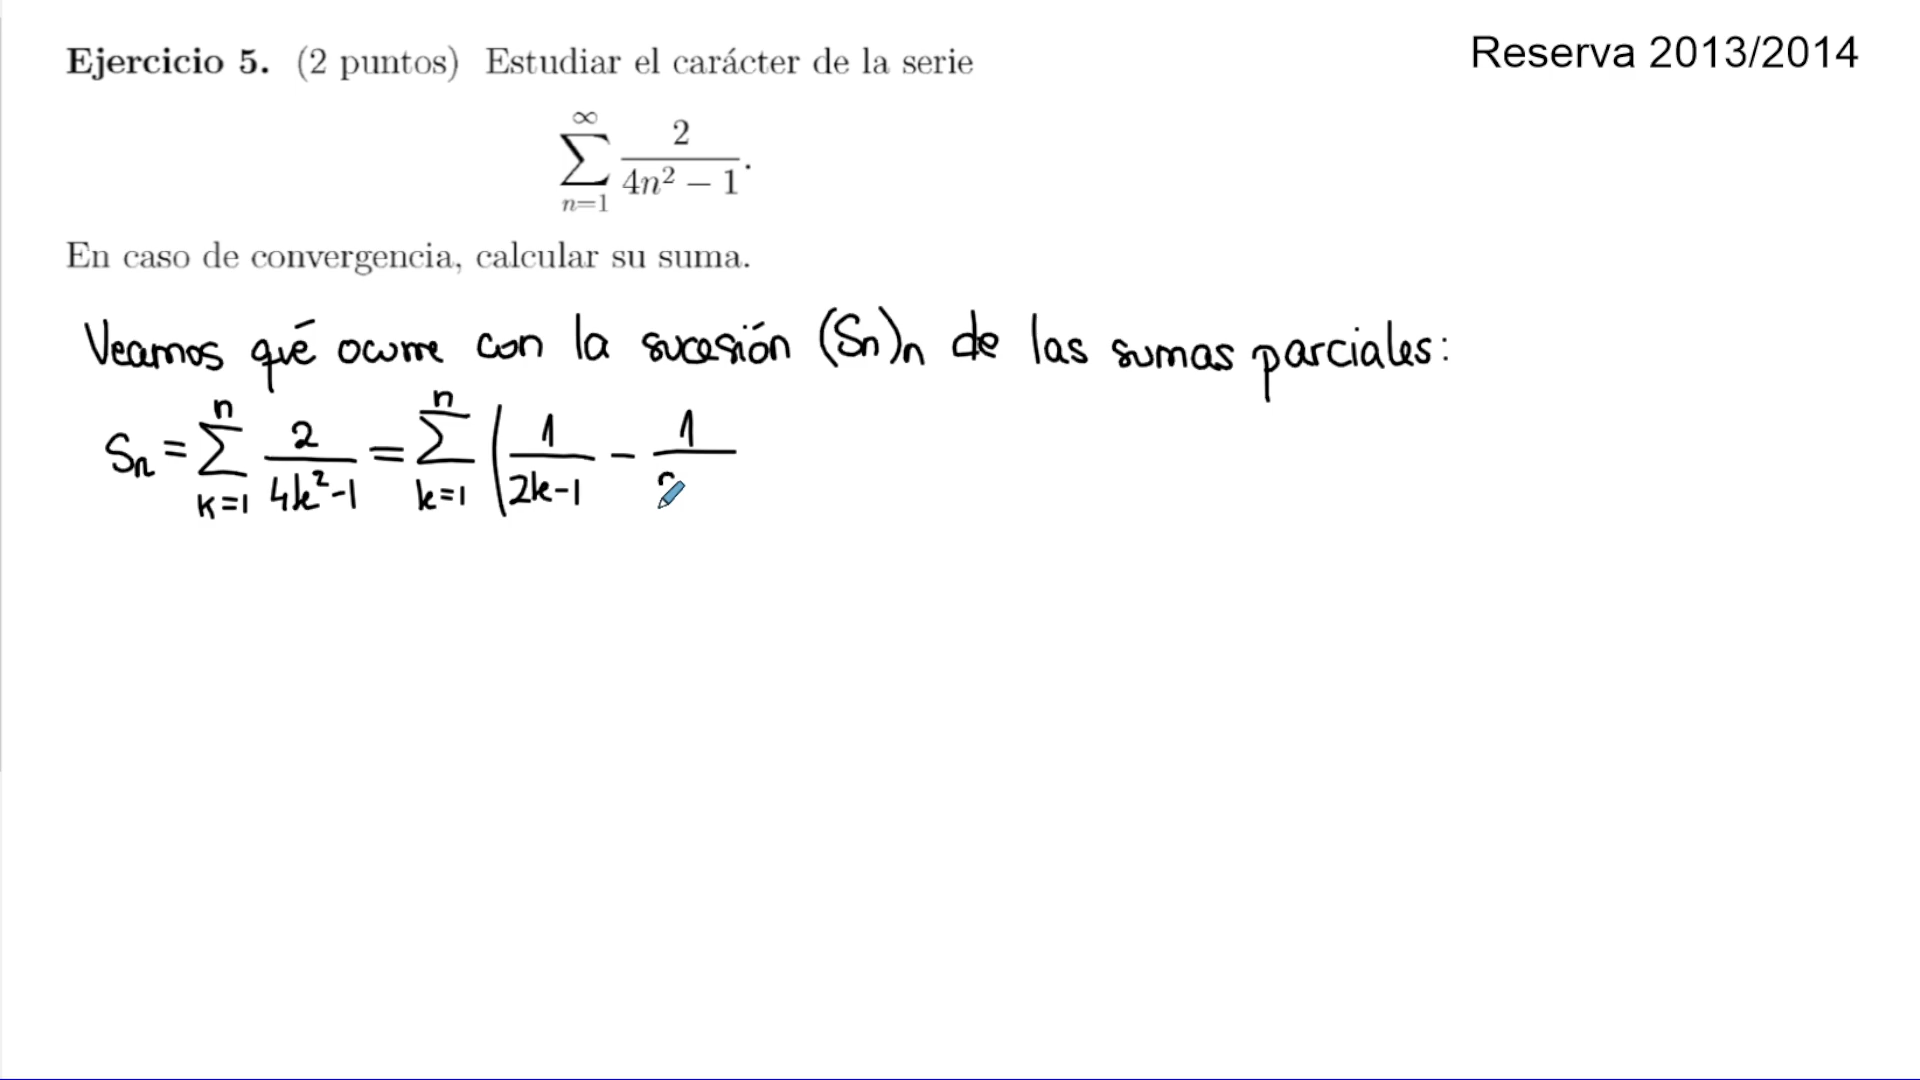 Ejercicio 5. (2 puntos) Estudiar el carácter de la serie
Reserva 2013/2014
∑_{n=1}^{∞} 2/(4n² − 1).
En caso de convergencia, calcular su suma.
Veamos qué ocurre con la sucesión (Sn)n de las sumas parciales:
Sn = ∑_{k=1}^{n} 2/(4k²-1) = ∑_{k=1}^{n} (1/(2k-1) - 1/